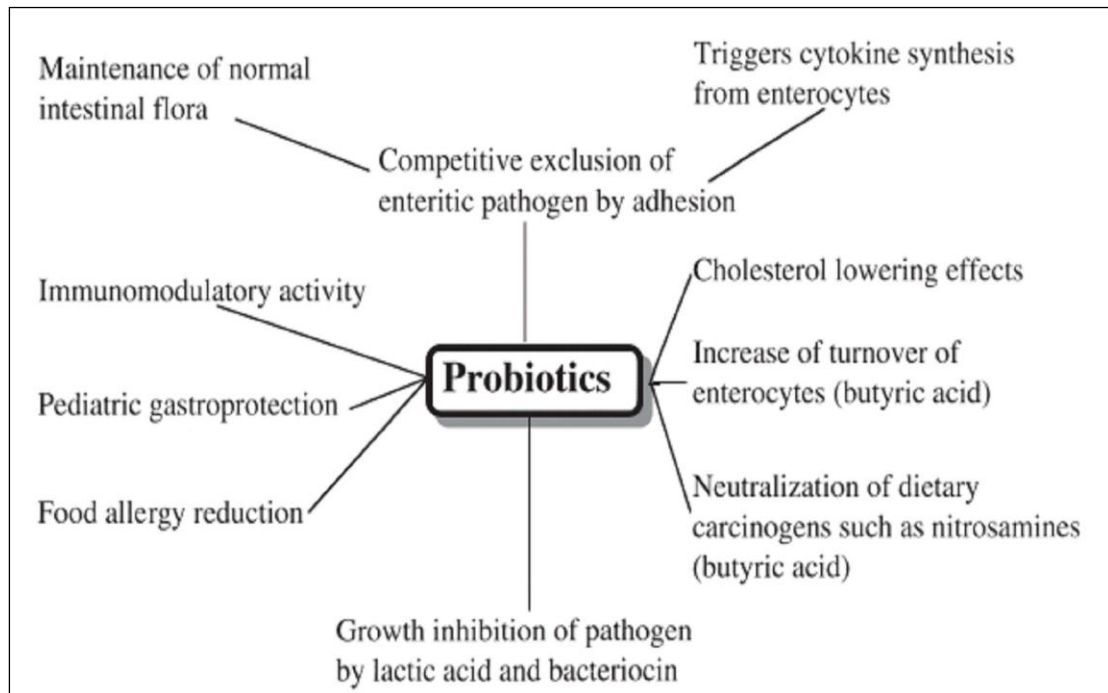 Maintenance of normal
intestinal flora
Triggers cytokine synthesis
from enterocytes
Competitive exclusion of
enteritic pathogen by adhesion
Immunomodulatory activity
Pediatric gastroprotection
Food allergy reduction
Probiotics
Cholesterol lowering effects
Increase of turnover of
enterocytes (butyric acid)
Neutralization of dietary
carcinogens such as nitrosamines
(butyric acid)
Growth inhibition of pathogen
by lactic acid and bacteriocin